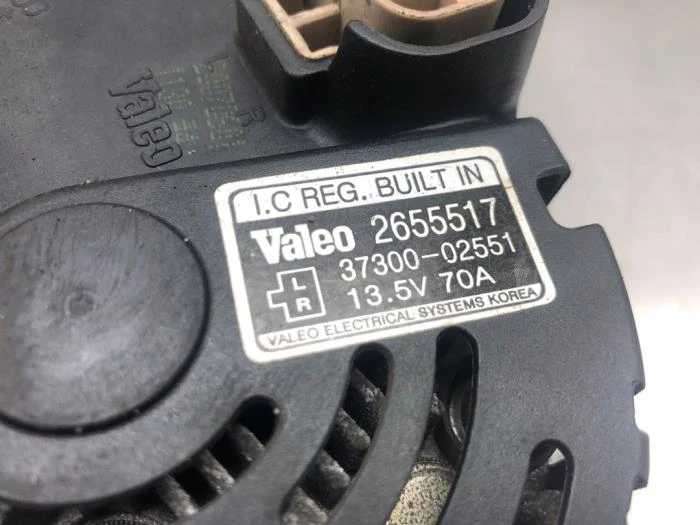 Valeo
I.C REG. BUILT IN
Valeo 2655517
37300-02551
L
R
13.5V 70A
VALEO ELECTRICAL SYSTEMS KOREA